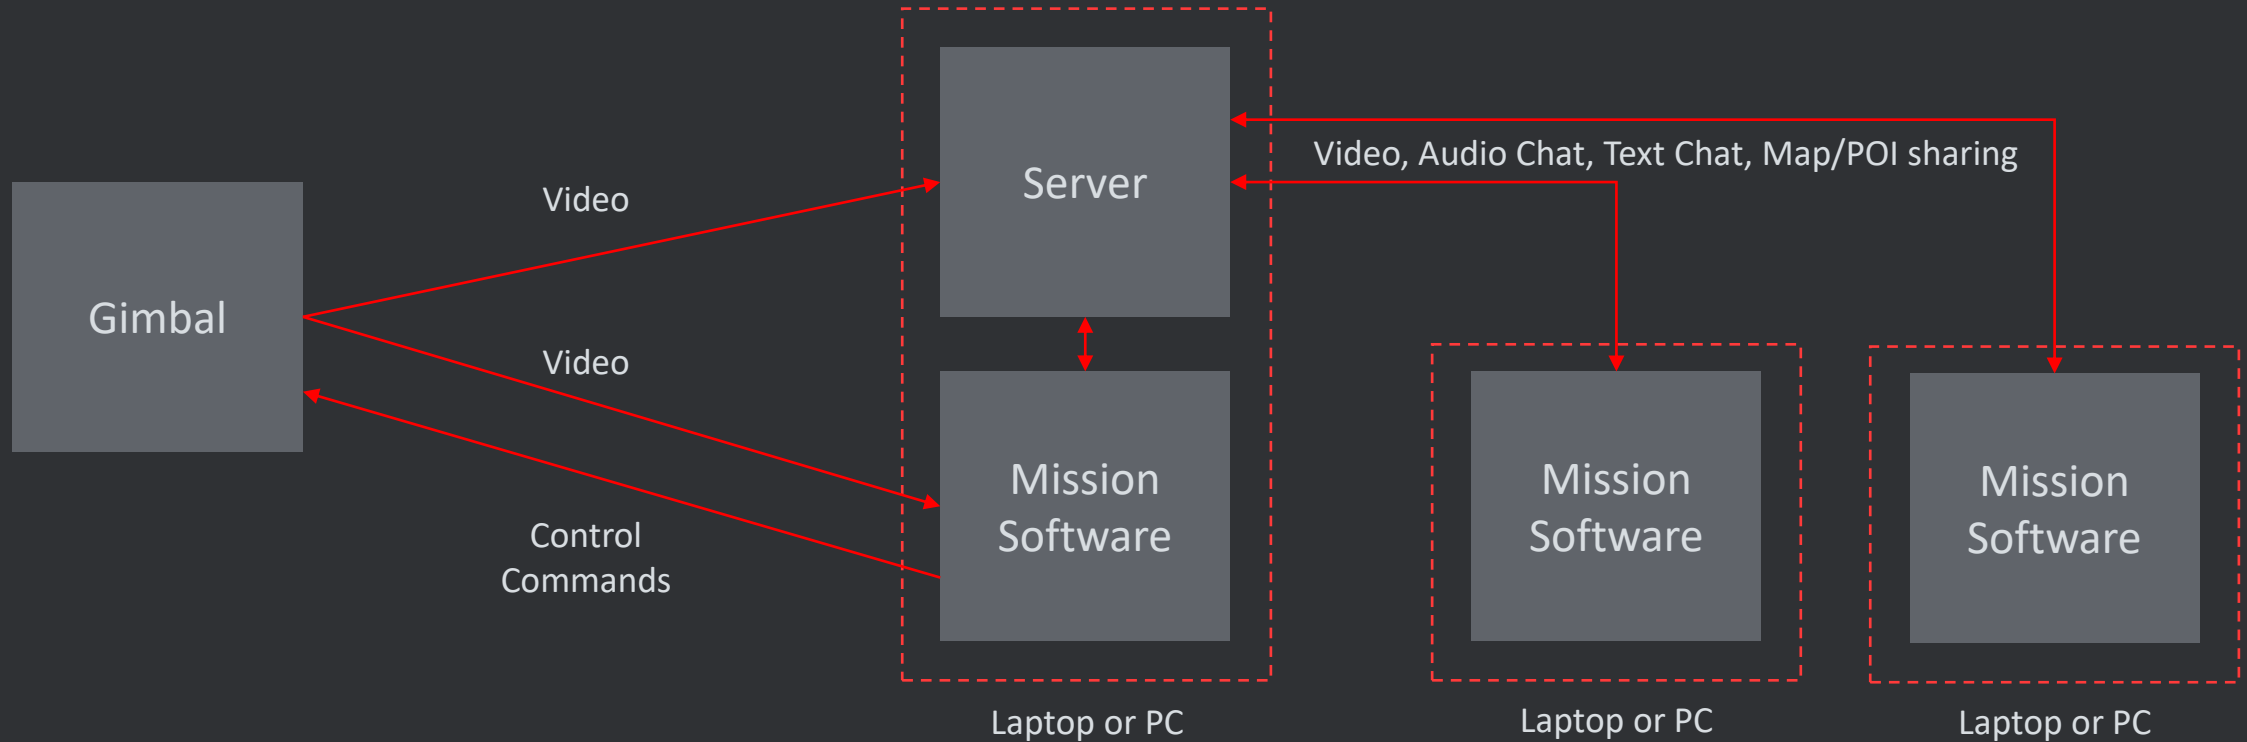 Server
Video, Audio Chat, Text Chat, Map/POI sharing
Video
Gimbal
Video
Control
Commands
Mission
Software
Mission
Software
Mission
Software
Laptop or PC
Laptop or PC
Laptop or PC